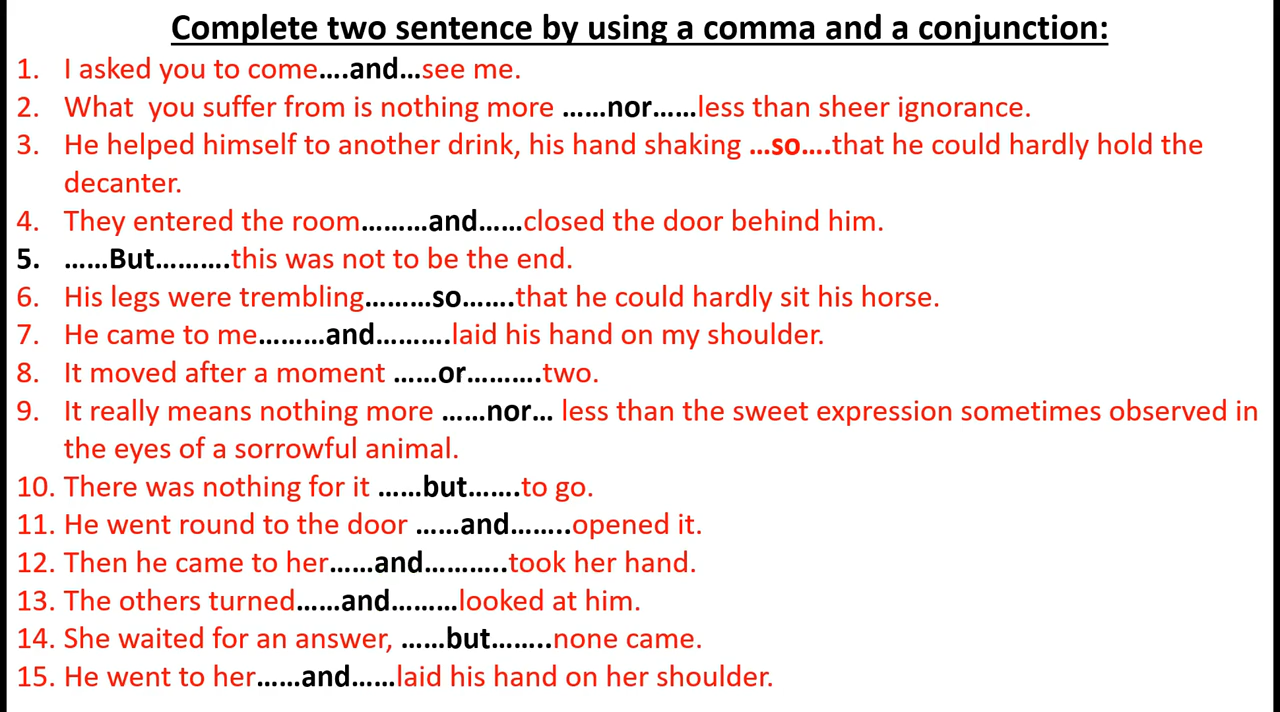 Complete two sentence by using a comma and a conjunction:
1. I asked you to come….and…see me.
2. What  you suffer from is nothing more ……nor……less than sheer ignorance.
3. He helped himself to another drink, his hand shaking …so….that he could hardly hold the
decanter.
4. They entered the room………and……closed the door behind him.
5. ……But……….this was not to be the end.
6. His legs were trembling………so…….that he could hardly sit his horse.
7. He came to me………and……….laid his hand on my shoulder.
8. It moved after a moment ……or……….two.
9. It really means nothing more ……nor… less than the sweet expression sometimes observed in
the eyes of a sorrowful animal.
10. There was nothing for it ……but…….to go.
11. He went round to the door ……and……..opened it.
12. Then he came to her……and………..took her hand.
13. The others turned……and………looked at him.
14. She waited for an answer, ……but……..none came.
15. He went to her……and……laid his hand on her shoulder.